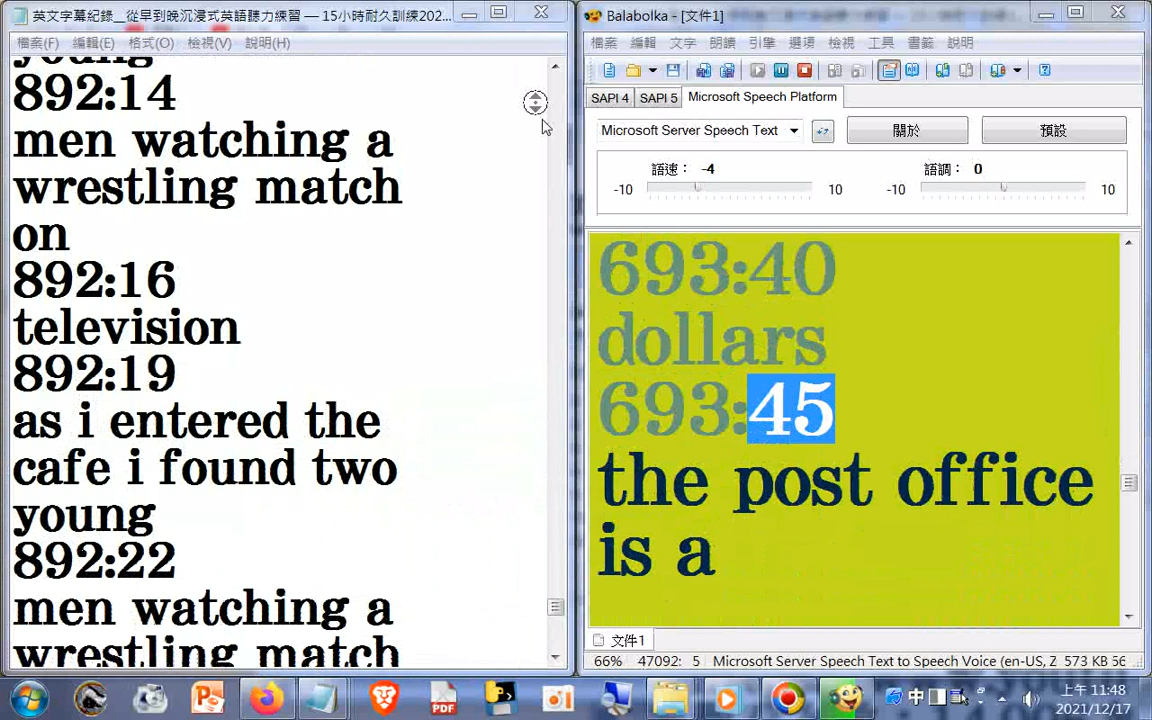 英文字幕紀錄__從早到晚沉浸式英語聽力練習 — 15小時耐久訓練202...
檔案(F) 編輯(E) 格式(O) 檢視(V) 說明(H)
young
892:14
men watching a
wrestling match
on
892:16
television
892:19
as i entered the
cafe i found two
young
892:22
men watching a
wrestling match
Balabolka - [文件1]
檔案 編輯 文字 朗讀 引擎 選項 檢視 工具 書籤 說明
SAPI 4 SAPI 5 Microsoft Speech Platform
Microsoft Server Speech Text 關於 預設
語速： -4 語調： 0
-10 10 -10 10
693:40
dollars
693:45
the post office
is a
文件1
66% 47092: 5 Microsoft Server Speech Text to Speech Voice (en-US, Z 573 KB 56
PDF 中 上午 11:48
2021/12/17